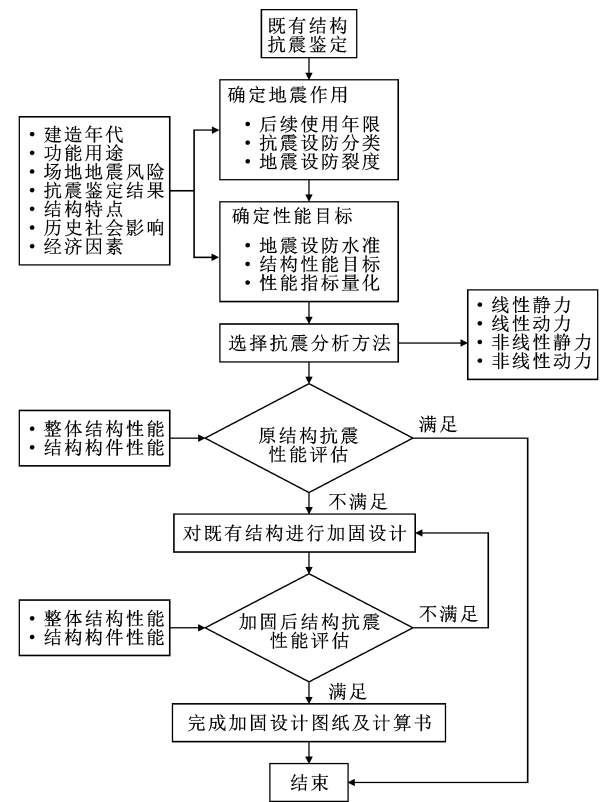 既有结构
抗震鉴定
确定地震作用
• 后续使用年限
• 抗震设防分类
• 地震设防裂度
• 建造年代
• 功能用途
• 场地地震风险
• 抗震鉴定结果
• 结构特点
• 历史社会影响
• 经济因素
确定性能目标
• 地震设防水准
• 结构性能目标
• 性能指标量化
选择抗震分析方法
• 线性静力
• 线性动力
• 非线性静力
• 非线性动力
• 整体结构性能
• 结构构件性能
原结构抗震
性能评估
满足
不满足
对既有结构进行加固设计
• 整体结构性能
• 结构构件性能
加固后结构抗震
性能评估
不满足
满足
完成加固设计图纸及计算书
结束